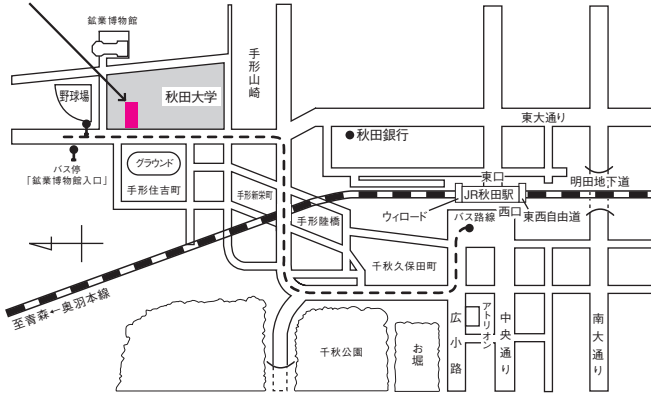 鉱業博物館
手形山崎
野球場
秋田大学
東大通り
秋田銀行
バス停
「鉱業博物館入口」
グラウンド
手形住吉町
手形新栄町
東口
明田地下道
JR秋田駅
手形陸橋
ウィロード
西口
東西自由道
バス路線
千秋久保田町
至青森←奥羽本線
広小路
アトリオン
中央通り
南大通り
千秋公園
お堀